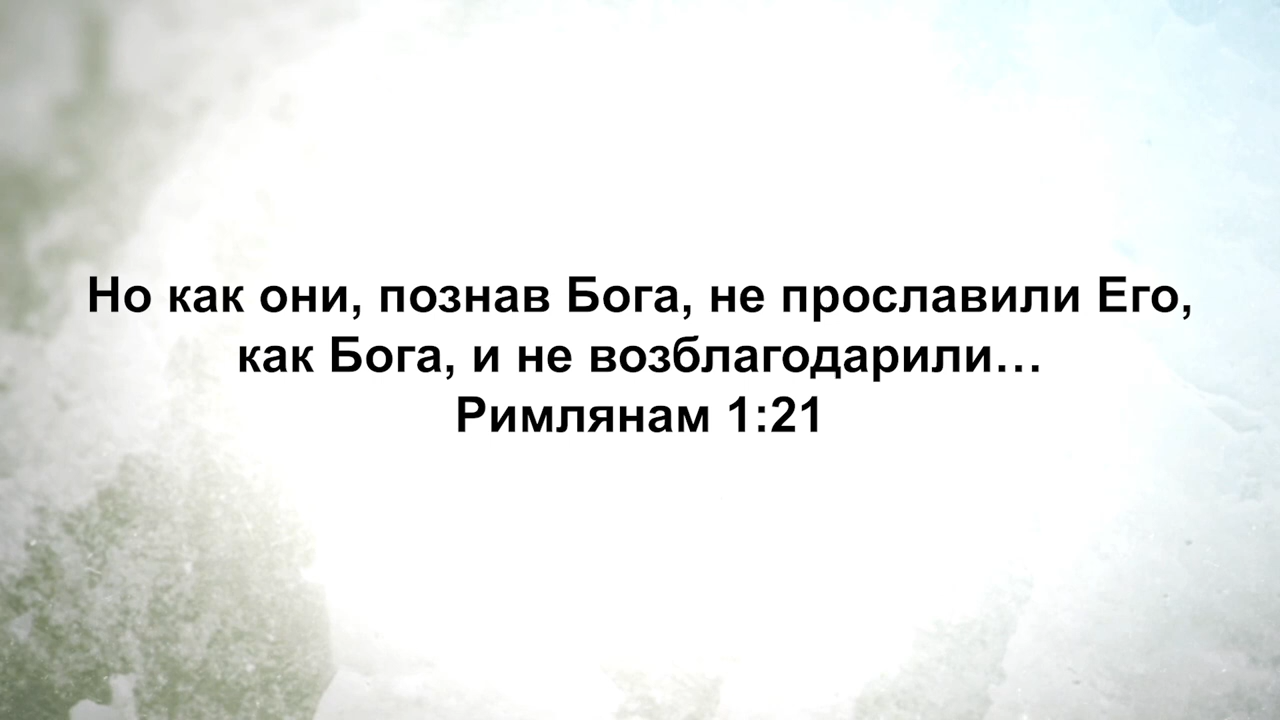 Но как они, познав Бога, не прославили Его,
как Бога, и не возблагодарили…
Римлянам 1:21